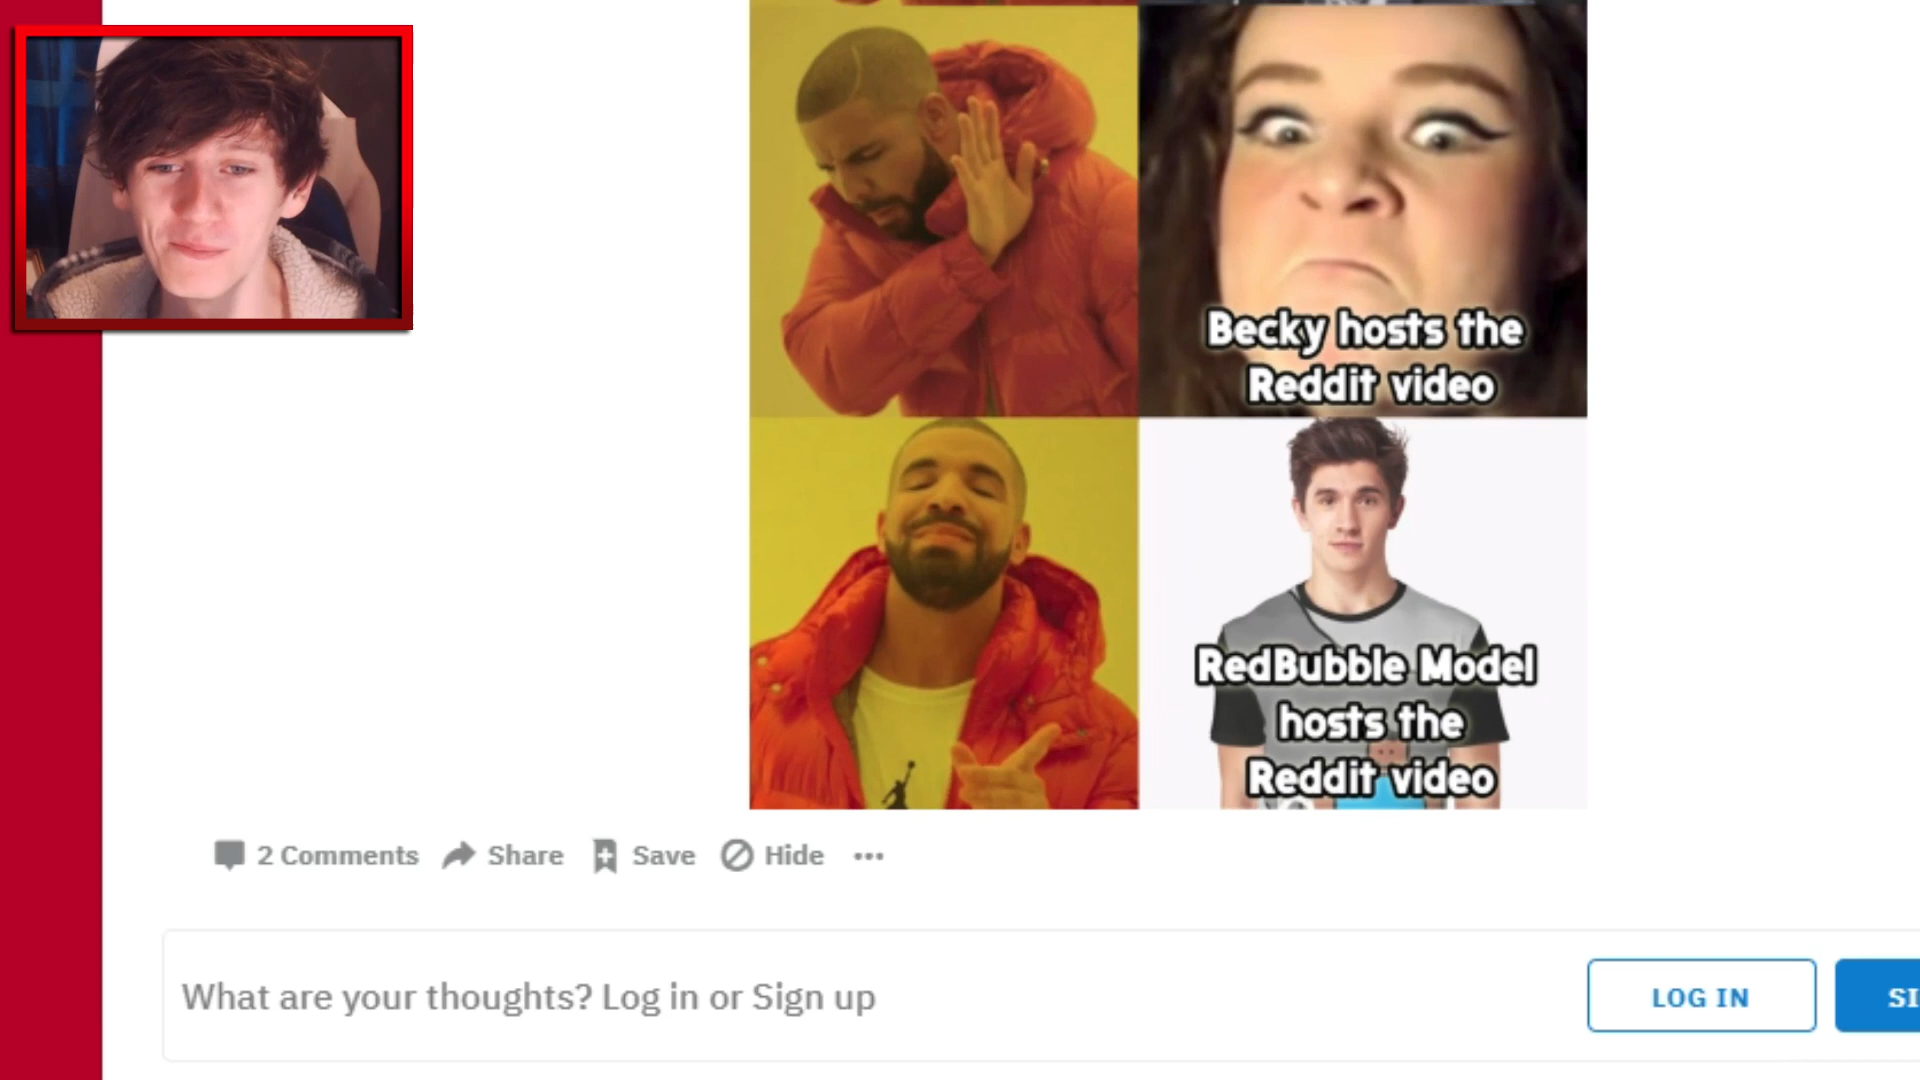 Becky hosts the
Reddit video
RedBubble Model
hosts the
Reddit video
2 Comments Share Save Hide
What are your thoughts? Log in or Sign up
LOG IN
SI